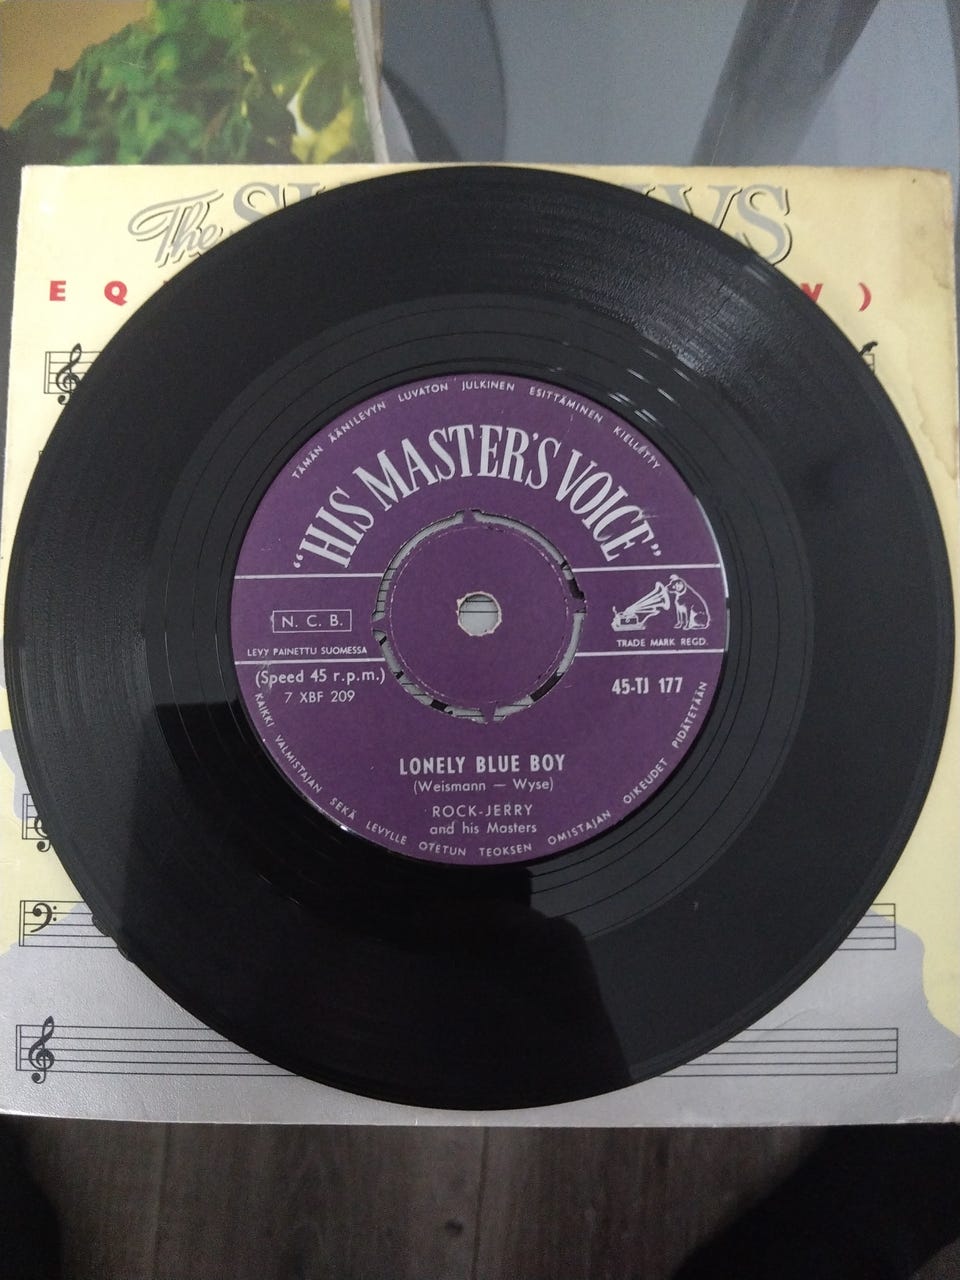 The
E Q
)
TÄMÄN ÄÄNILEVYN LUVATON JULKINEN ESITTÄMINEN KIELLETTY
"HIS MASTER'S VOICE"
N. C. B.
LEVY PAINETTU SUOMESSA
TRADE MARK REGD.
(Speed 45 r.p.m.)
7 XBF 209
45-TJ 177
LONELY BLUE BOY
(Weismann — Wyse)
ROCK-JERRY
and his Masters
KAIKKI VALMISTAJAN SEKÄ LEVYLLE OTETUN TEOKSEN OMISTAJAN OIKEUDET PIDÄTETÄÄN